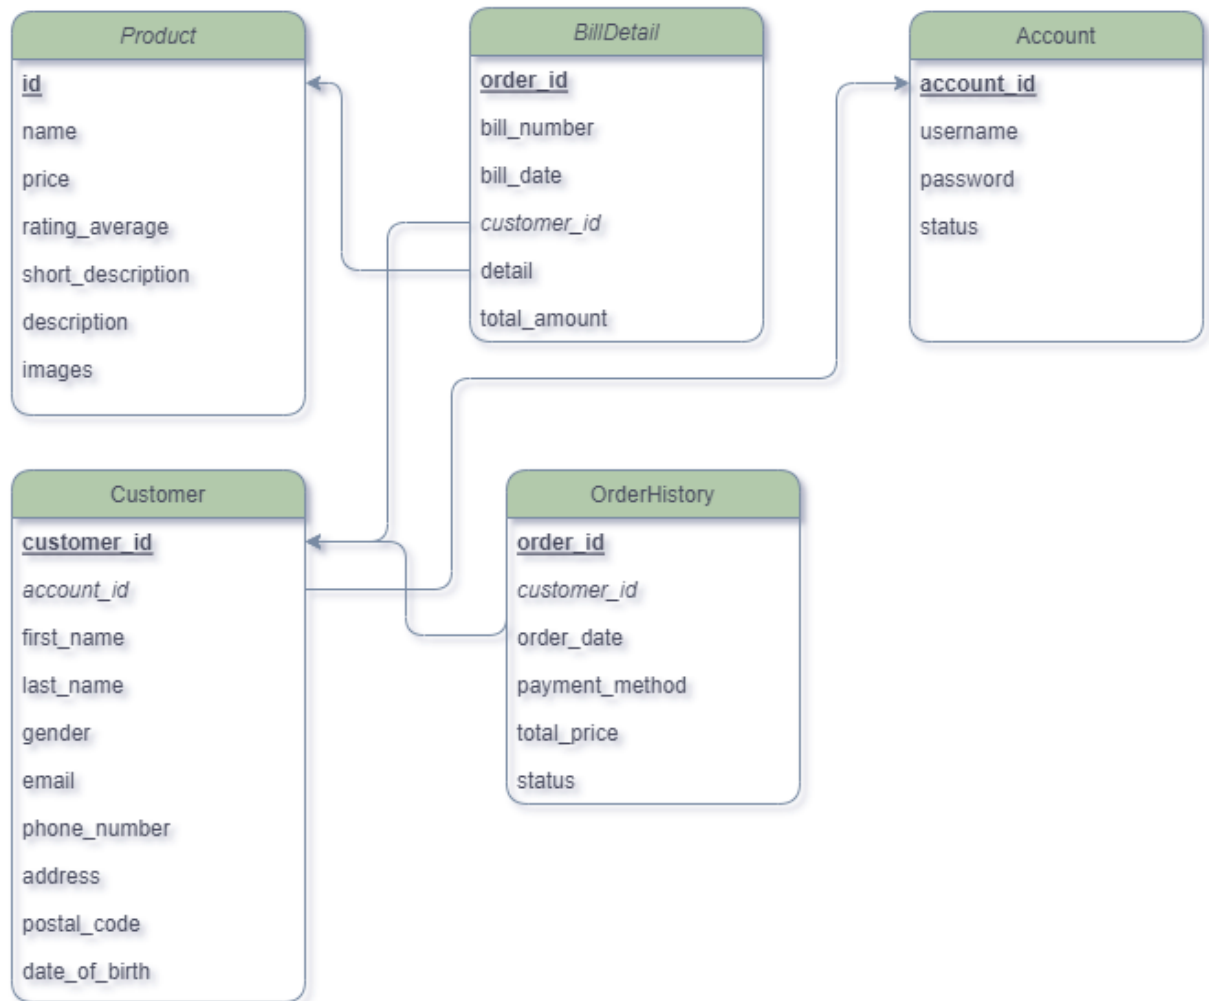 Product
id
name
price
rating_average
short_description
description
images
BillDetail
order_id
bill_number
bill_date
customer_id
detail
total_amount
Account
account_id
username
password
status
Customer
customer_id
account_id
first_name
last_name
gender
email
phone_number
address
postal_code
date_of_birth
OrderHistory
order_id
customer_id
order_date
payment_method
total_price
status